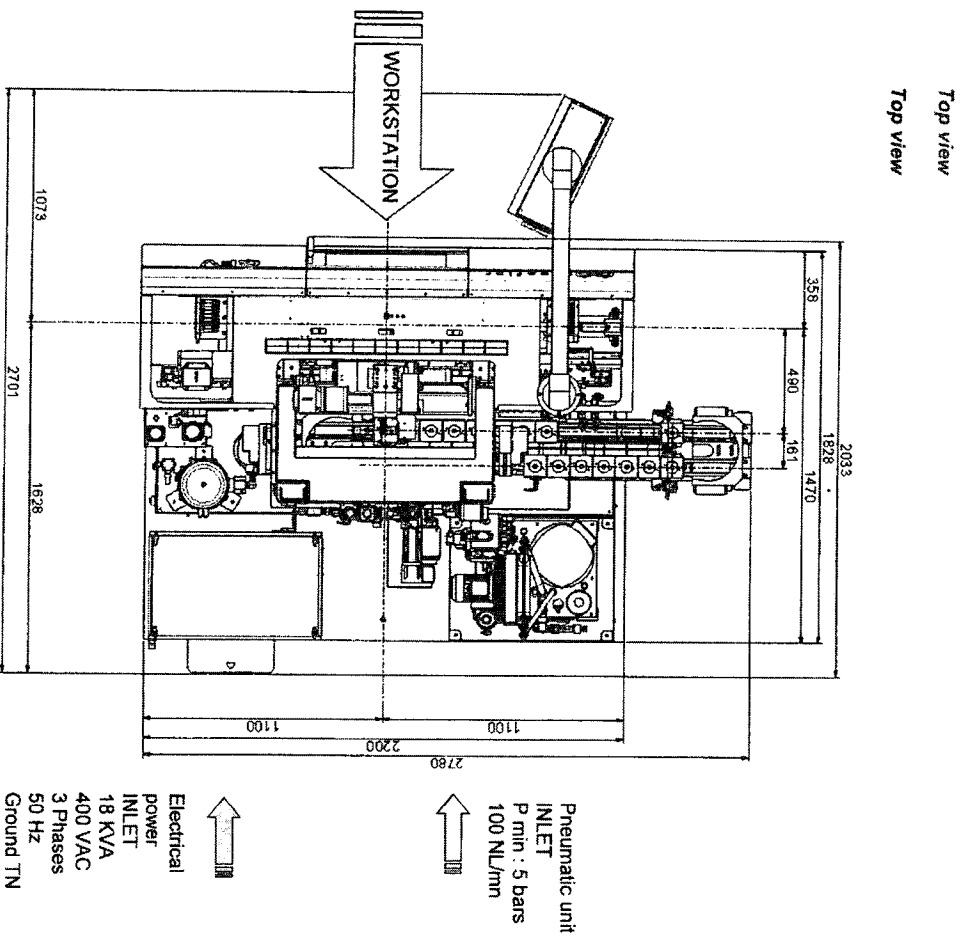 Top view
Top view
WORKSTATION
1073
2701
1628
358
490
161
2033
1828
1470
1100
1100
2200
2780
Pneumatic unit
INLET
P min : 5 bars
100 NL/mn
Electrical
power
INLET
18 KVA
400 VAC
3 Phases
50 Hz
Ground TN